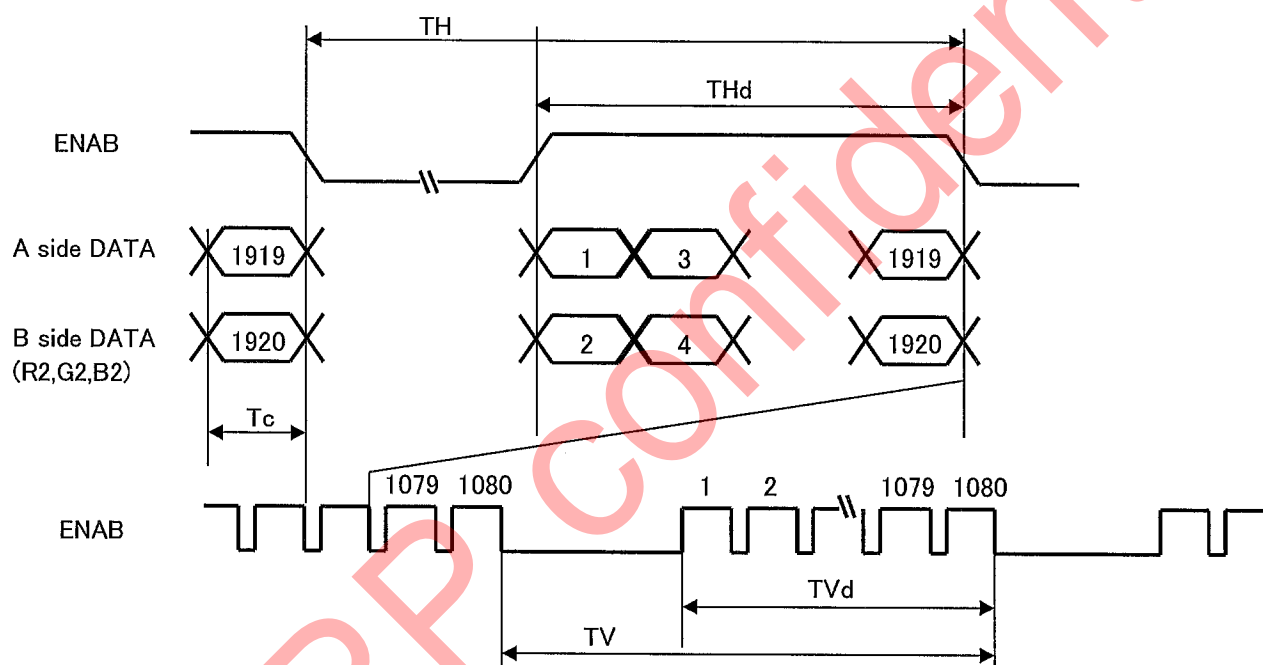 TH
THd
ENAB
A side DATA 1919 1 3 1919
B side DATA 1920 2 4 1920
(R2,G2,B2)
Tc
1079 1080 1 2 1079 1080
ENAB
TVd
TV